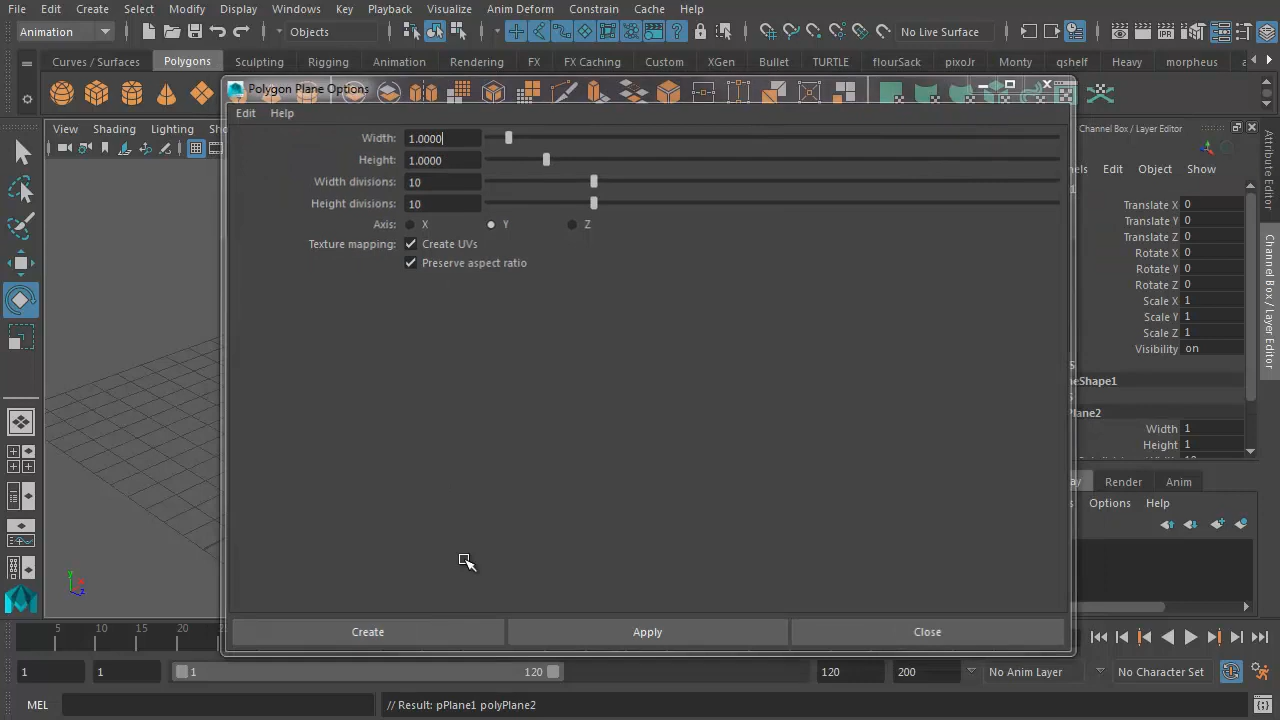 File Edit Create Select Modify Display Windows Key Playback Visualize Anim Deform Constrain Cache Help
Animation Objects No Live Surface
Curves / Surfaces Polygons Sculpting Rigging Animation Rendering FX FX Caching Custom XGen Bullet TURTLE flourSack pixoJr Monty qshelf Heavy morpheus
Polygon Plane Options
Edit Help
View Shading Lighting Sh
Channel Box / Layer Editor
Width: 1.0000
Height: 1.0000
Width divisions: 10
Height divisions: 10
Axis: X Y Z
Texture mapping: Create UVs
Preserve aspect ratio
Create Apply Close
nels Edit Object Show
Translate X 0
Translate Y 0
Translate Z 0
Rotate X 0
Rotate Y 0
Rotate Z 0
Scale X 1
Scale Y 1
Scale Z 1
Visibility on
neShape1
S
Plane2
Width 1
Height 1
ay Render Anim
Options Help
Attribute Editor
Channel Box / Layer Editor
y x z
5 10 15 20
1 1 1 120 120 200 No Anim Layer No Character Set
MEL // Result: pPlane1 polyPlane2